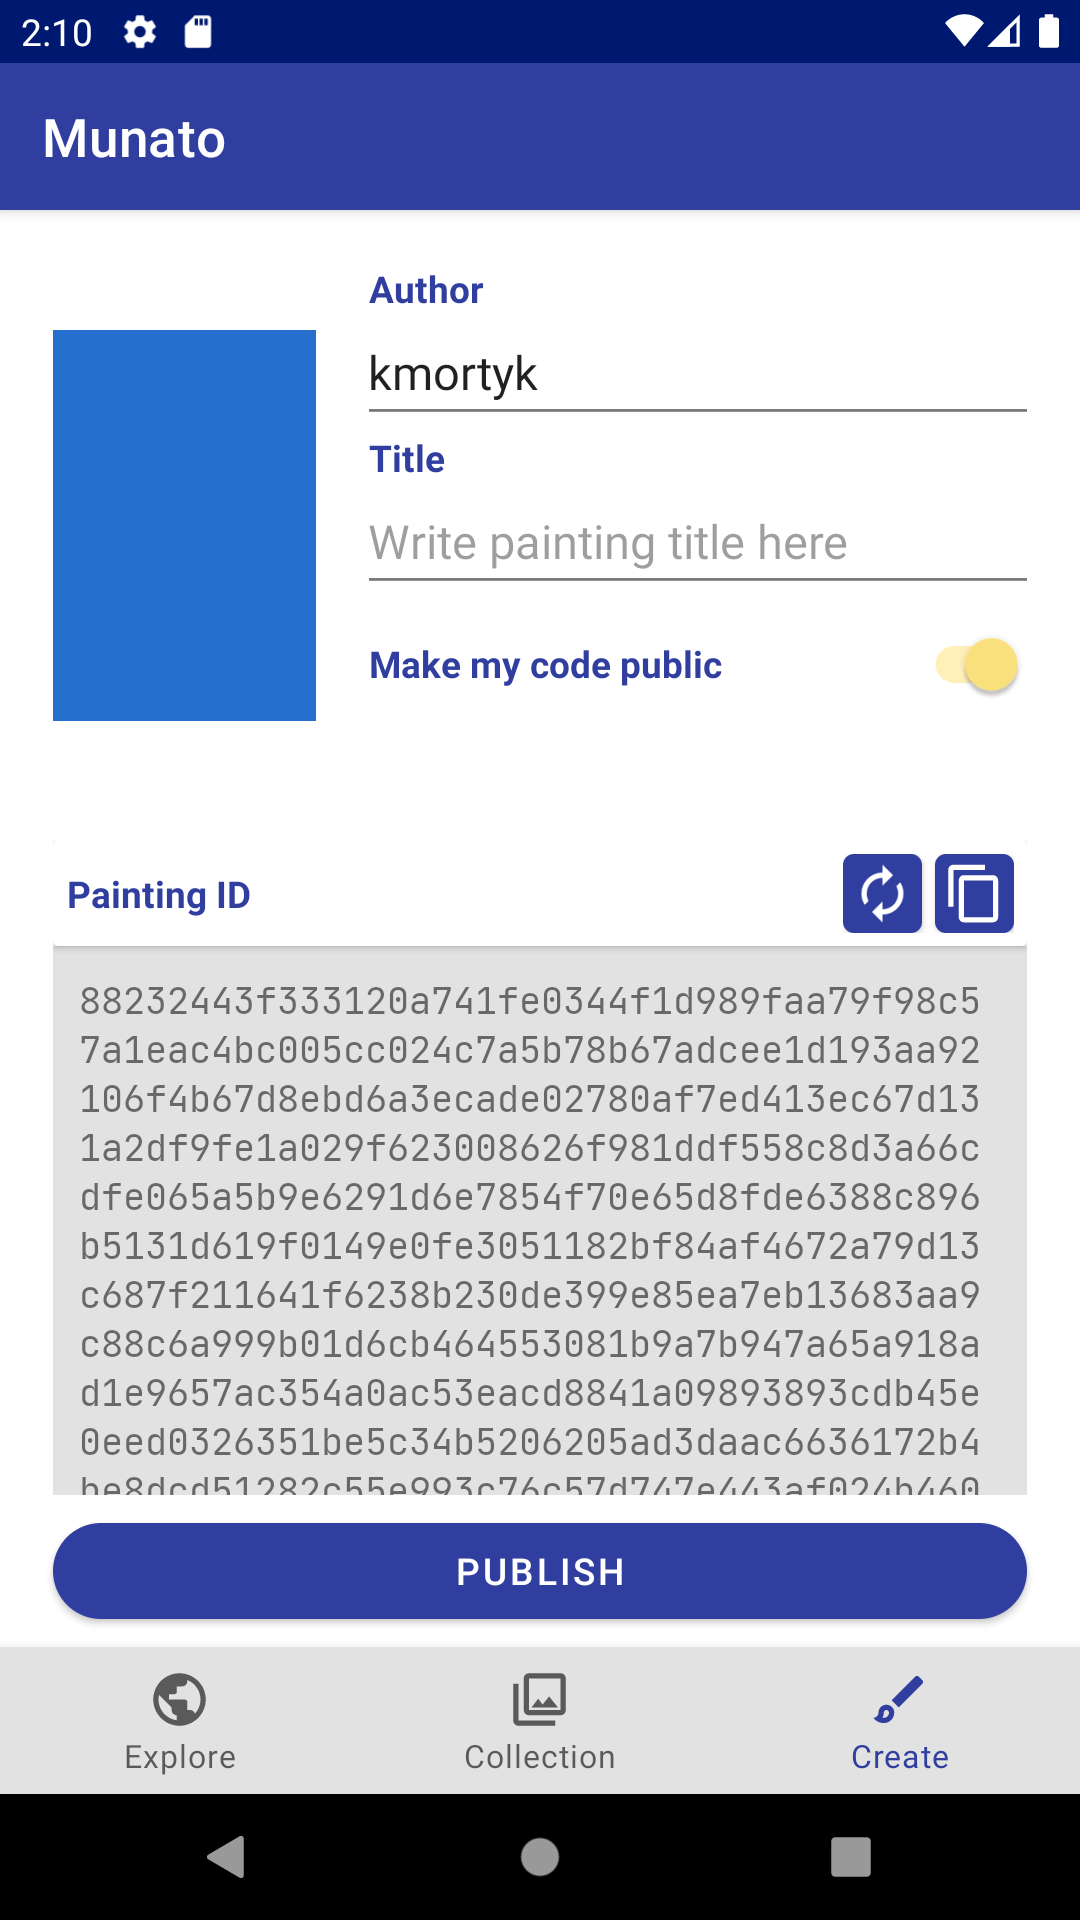 2:10
Munato
Author
kmortyk
Title
Write painting title here
Make my code public
Painting ID
88232443f333120a741fe0344f1d989faa79f98c5
7a1eac4bc005cc024c7a5b78b67adcee1d193aa92
106f4b67d8ebd6a3ecade02780af7ed413ec67d13
1a2df9fe1a029f623008626f981ddf558c8d3a66c
dfe065a5b9e6291d6e7854f70e65d8fde6388c896
b5131d619f0149e0fe3051182bf84af4672a79d13
c687f211641f6238b230de399e85ea7eb13683aa9
c88c6a999b01d6cb464553081b9a7b947a65a918a
d1e9657ac354a0ac53eacd8841a09893893cdb45e
0eed0326351be5c34b5206205ad3daac6636172b4
PUBLISH
Explore
Collection
Create